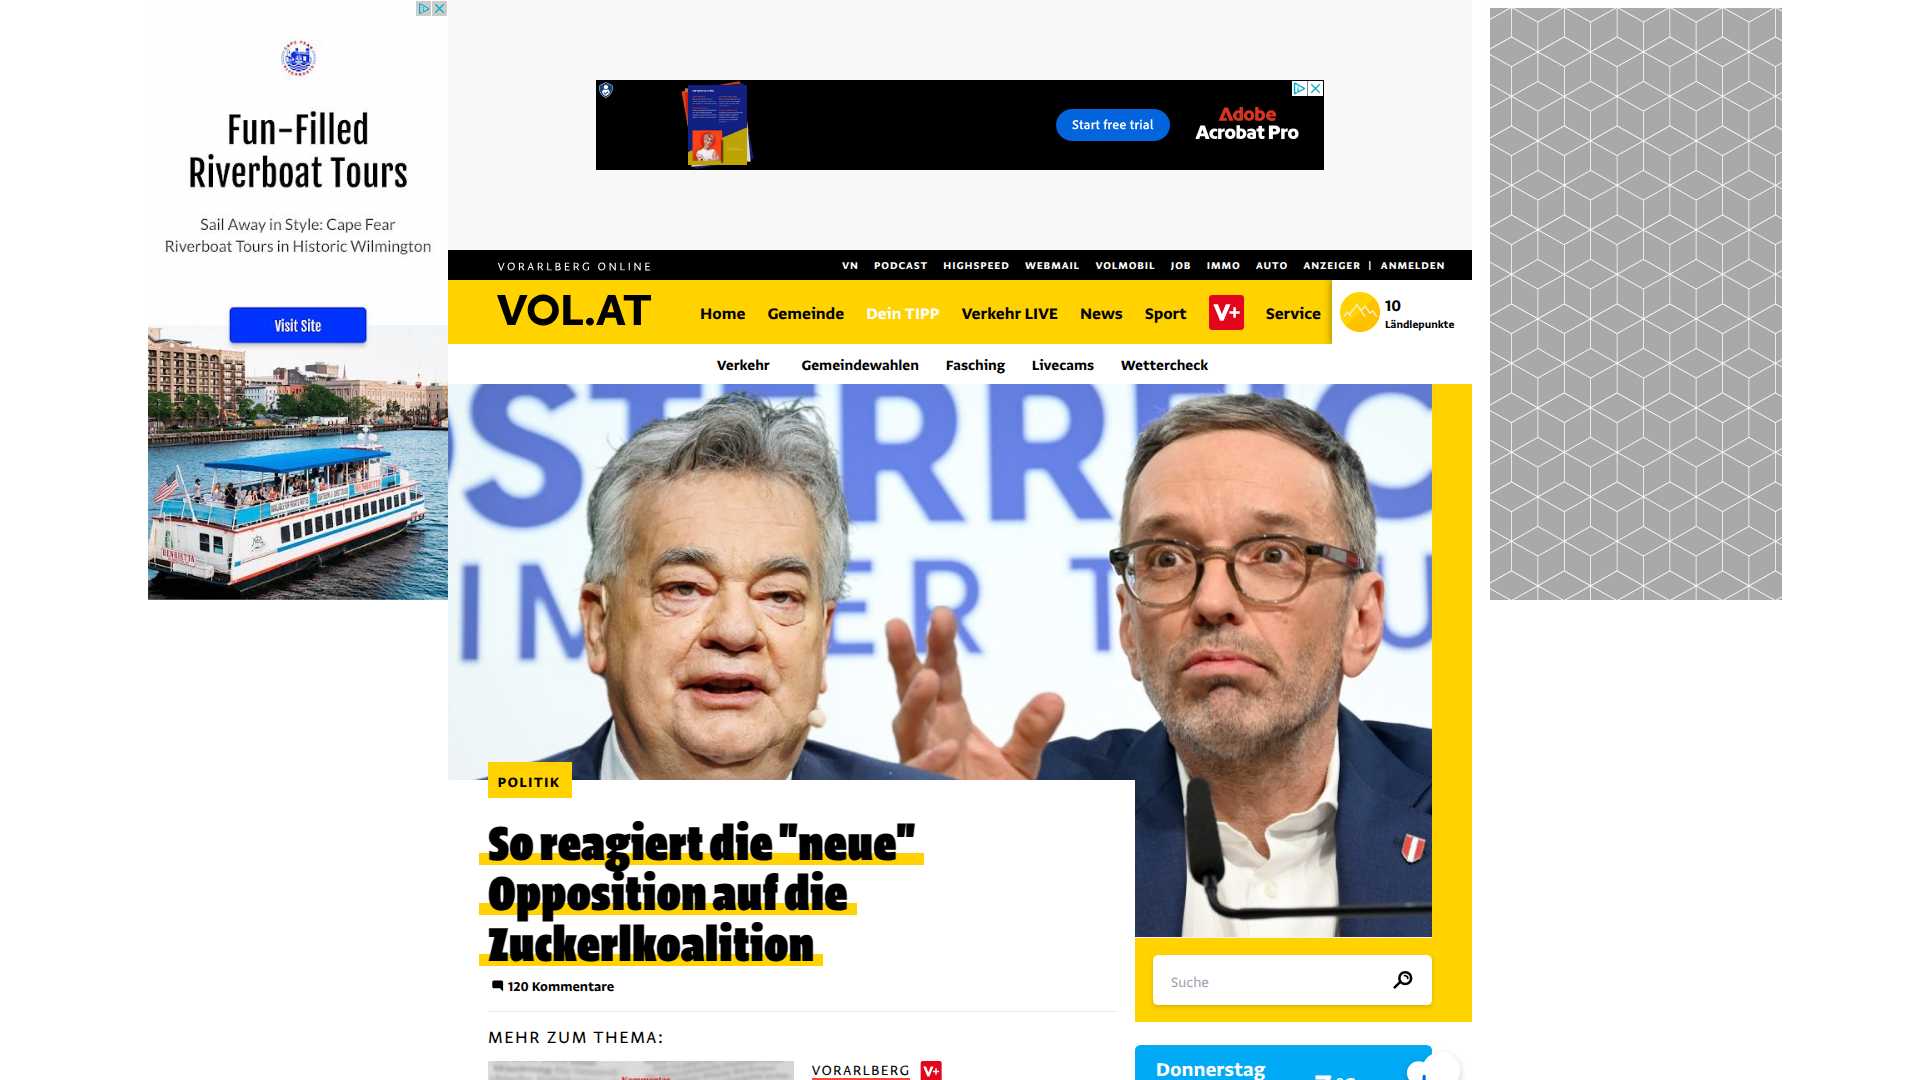 Fun-Filled
Riverboat Tours
Sail Away in Style: Cape Fear
Riverboat Tours in Historic Wilmington
Visit Site
HENRIETTA
Start free trial
Adobe
Acrobat Pro
VORARLBERG ONLINE
VN PODCAST HIGHSPEED WEBMAIL VOLMOBIL JOB IMMO AUTO ANZEIGER | ANMELDEN
VOL.AT
Home Gemeinde Dein TIPP Verkehr LIVE News Sport V+ Service
10
Ländlepunkte
Verkehr Gemeindewahlen Fasching Livecams Wettercheck
POLITIK
So reagiert die "neue"
Opposition auf die
Zuckerlkoalition
120 Kommentare
Suche
MEHR ZUM THEMA:
VORARLBERG V+
Donnerstag